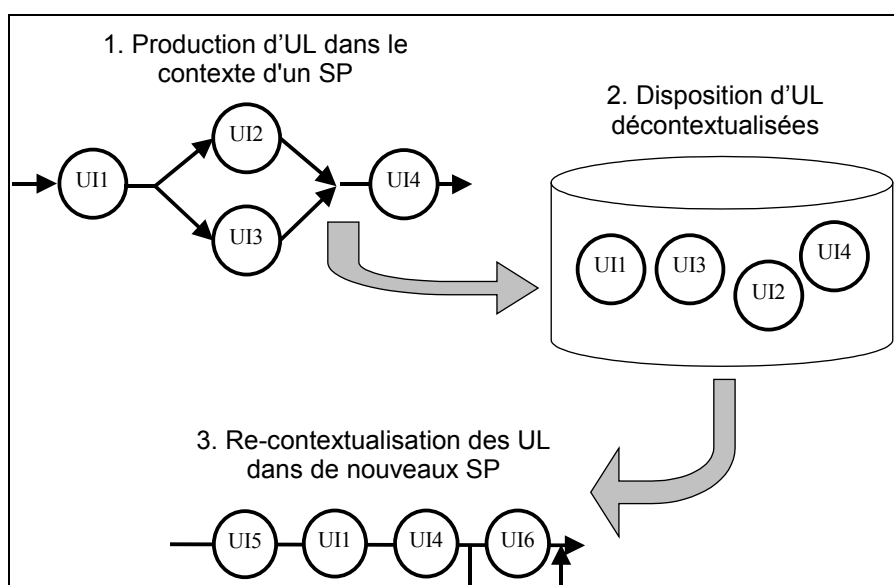 1. Production d’UL dans le
contexte d'un SP
UI1
UI2
UI3
UI4
2. Disposition d’UL
décontextualisées
UI1
UI3
UI2
UI4
3. Re-contextualisation des UL
dans de nouveaux SP
UI5
UI1
UI4
UI6